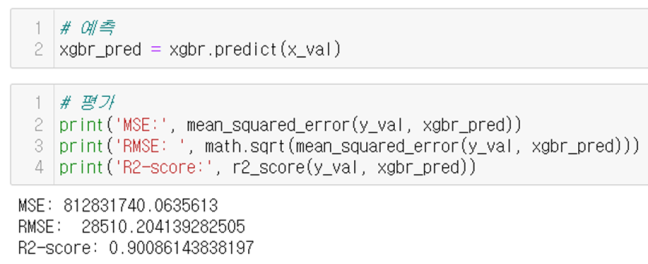 1 # 예측
2 xgbr_pred = xgbr.predict(x_val)
1 # 평가
2 print('MSE:', mean_squared_error(y_val, xgbr_pred))
3 print('RMSE: ', math.sqrt(mean_squared_error(y_val, xgbr_pred)))
4 print('R2-score:', r2_score(y_val, xgbr_pred))
MSE: 812831740.0635613
RMSE:  28510.204139282505
R2-score: 0.90086143838197